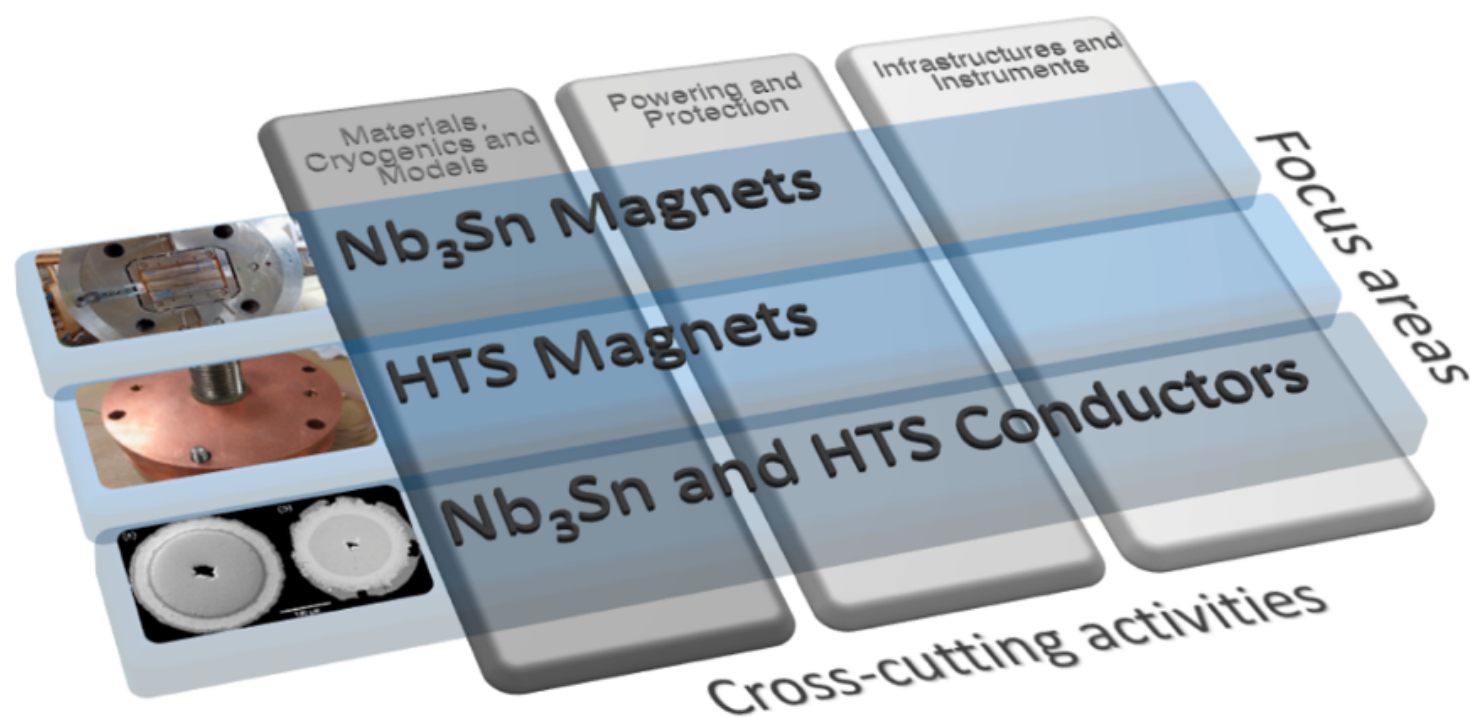 Materials,
Cryogenics and
Models
Powering and
Protection
Infrastructures and
Instruments
Nb₃Sn Magnets
HTS Magnets
Nb₃Sn and HTS Conductors
Focus areas
Cross-cutting activities
(a)
(b)